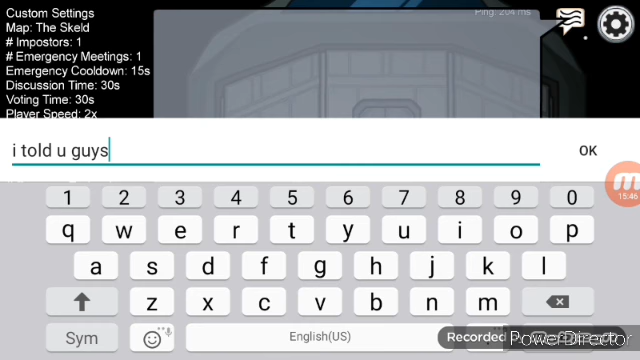 Custom Settings
Ping: 204 ms
Map: The Skeld
# Impostors: 1
# Emergency Meetings: 1
Emergency Cooldown: 15s
Discussion Time: 30s
Voting Time: 30s
Player Speed: 2x
i told u guys
OK
15:46
1 2 3 4 5 6 7 8 9 0
q w e r t y u i o p
a s d f g h j k l
z x c v b n m
Sym
English(US)
Recorded
PowerDirector